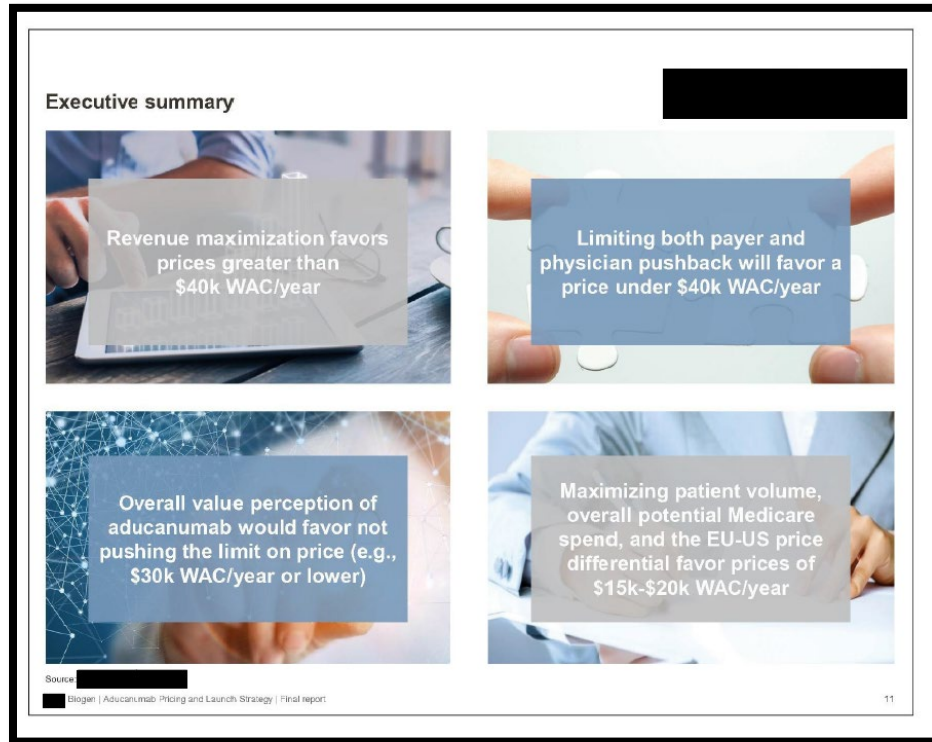 Executive summary
Revenue maximization favors
prices greater than
$40k WAC/year
Limiting both payer and
physician pushback will favor a
price under $40k WAC/year
Overall value perception of
aducanumab would favor not
pushing the limit on price (e.g.,
$30k WAC/year or lower)
Maximizing patient volume,
overall potential Medicare
spend, and the EU-US price
differential favor prices of
$15k-$20k WAC/year
Source:
Biogen | Aducanumab Pricing and Launch Strategy | Final report
11